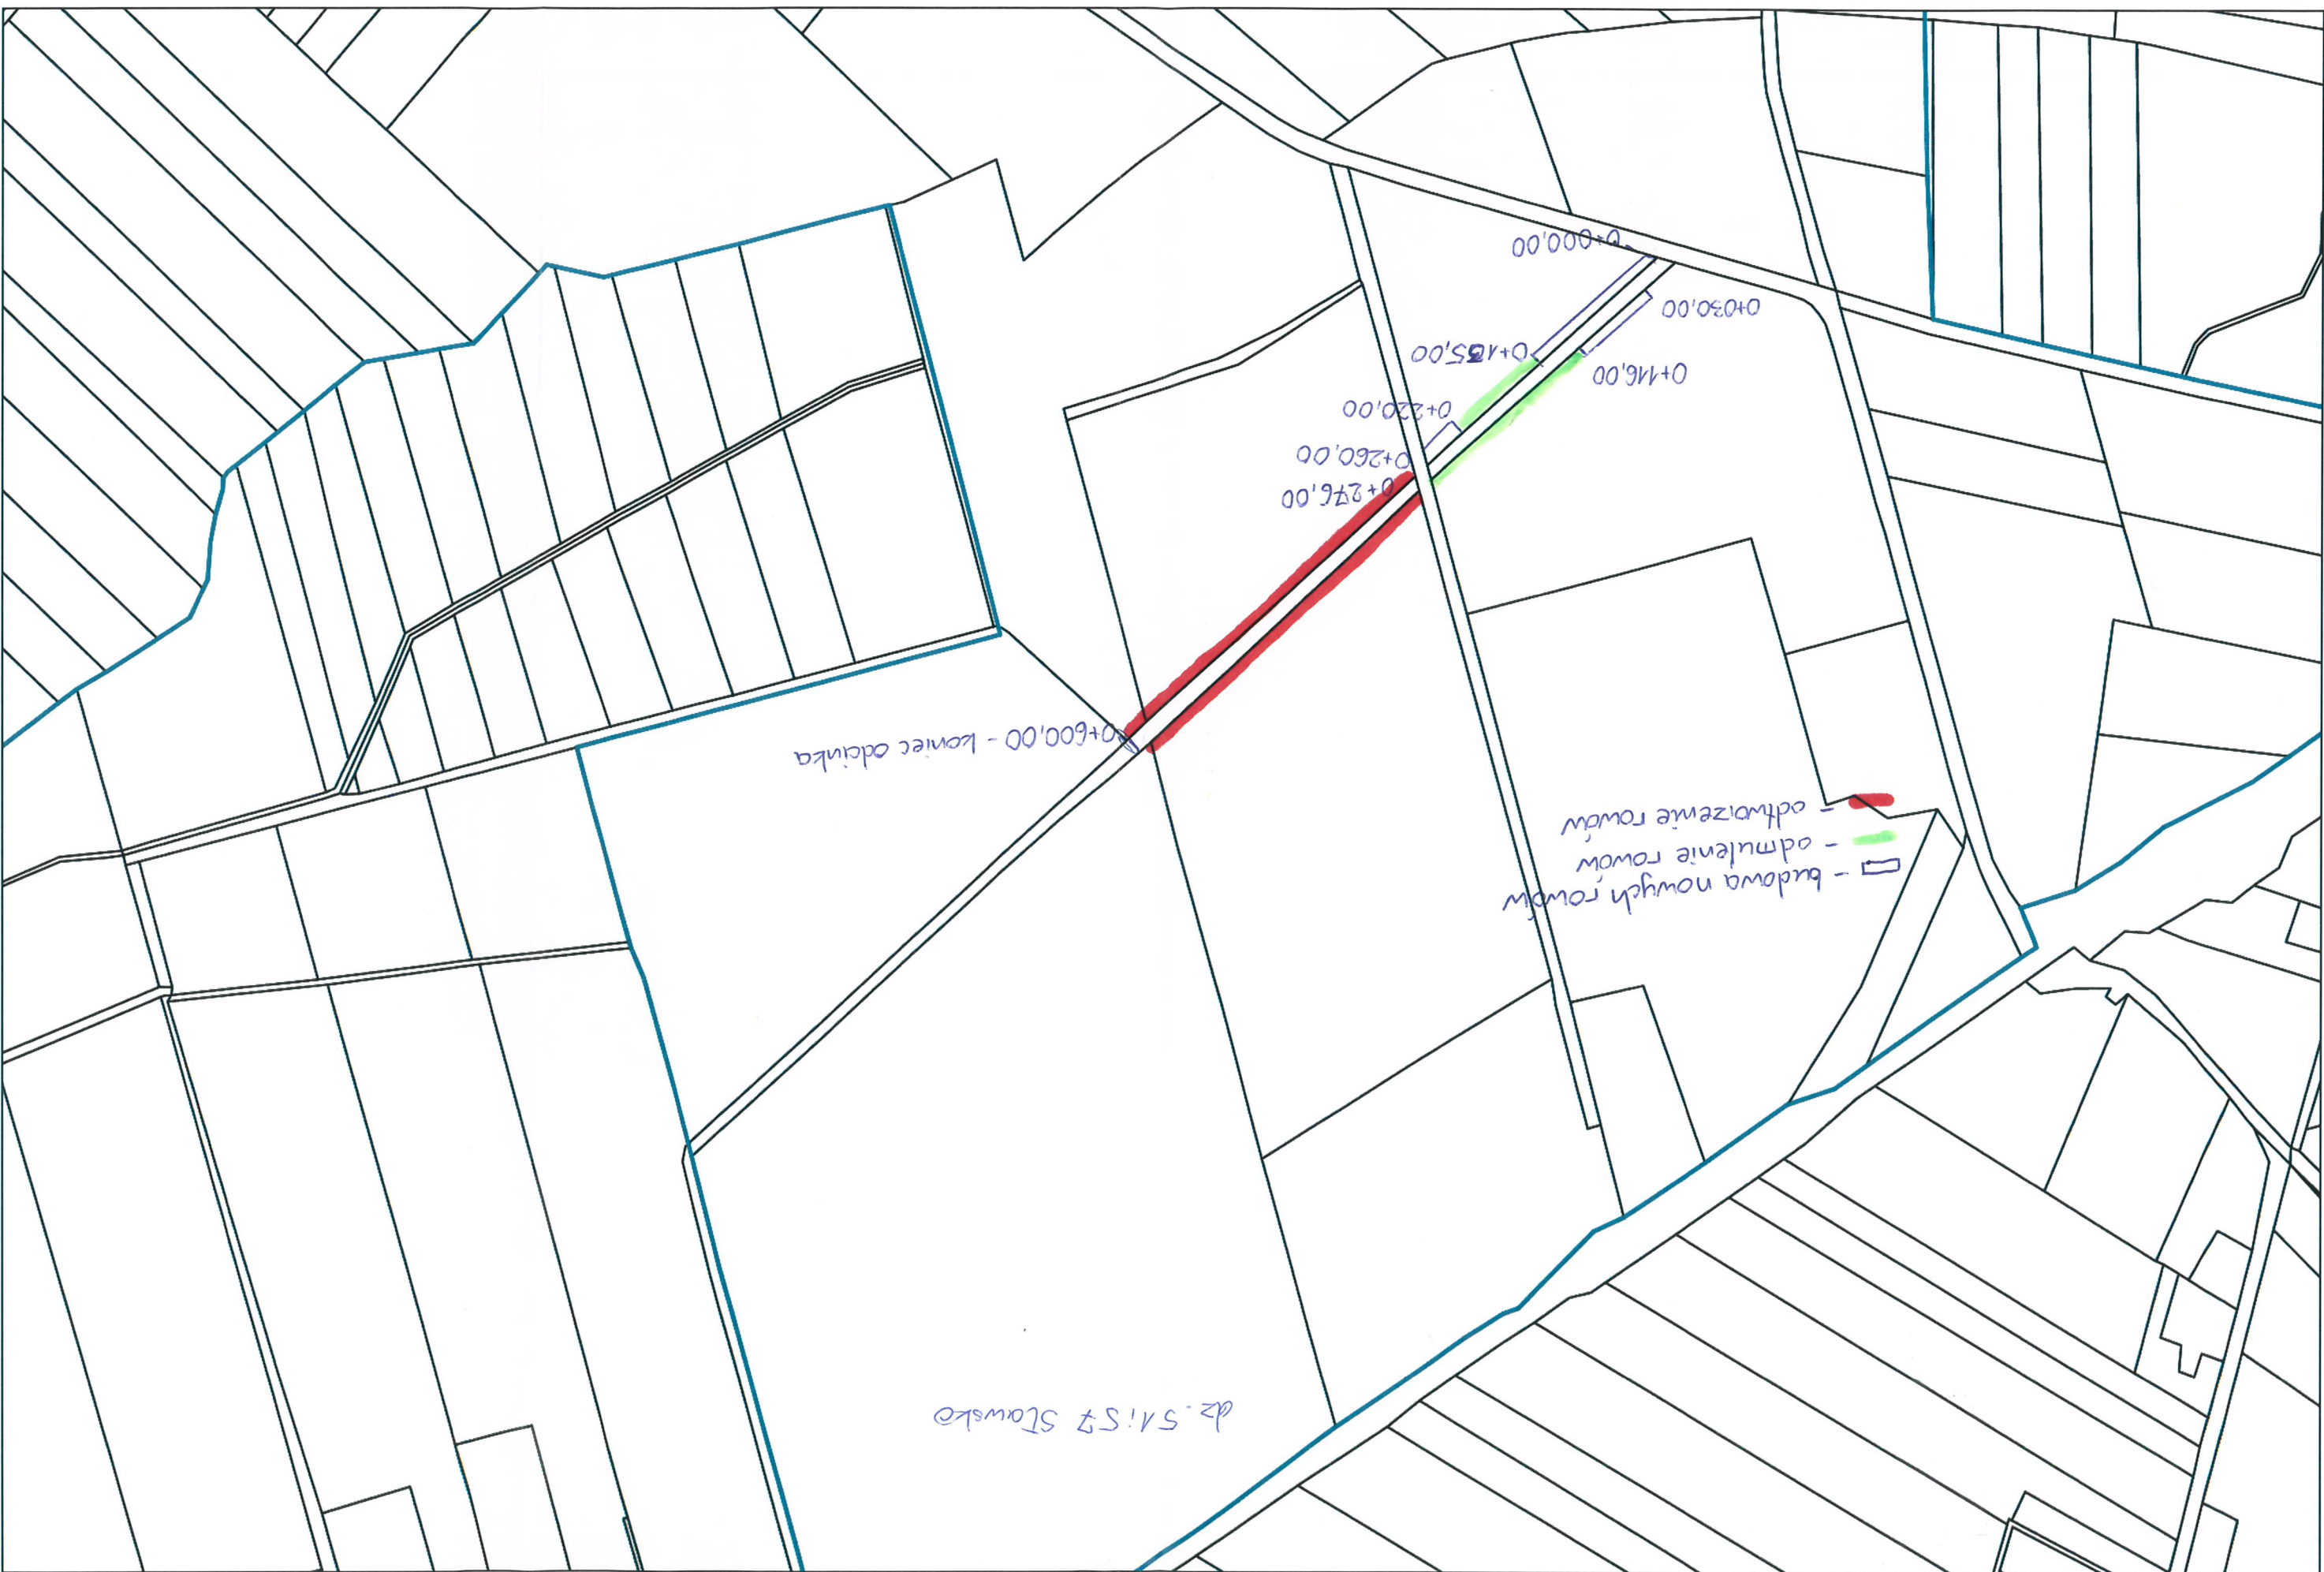 dz. 51 i 57 Sławsko
- budowa nowych rowów
- odmulenie rowów
- odtworzenie rowów
0+600,00 - koniec odcinka
0+276,00
0+260,00
0+220,00
0+116,00
0+135,00
0+030,00
0+000,00